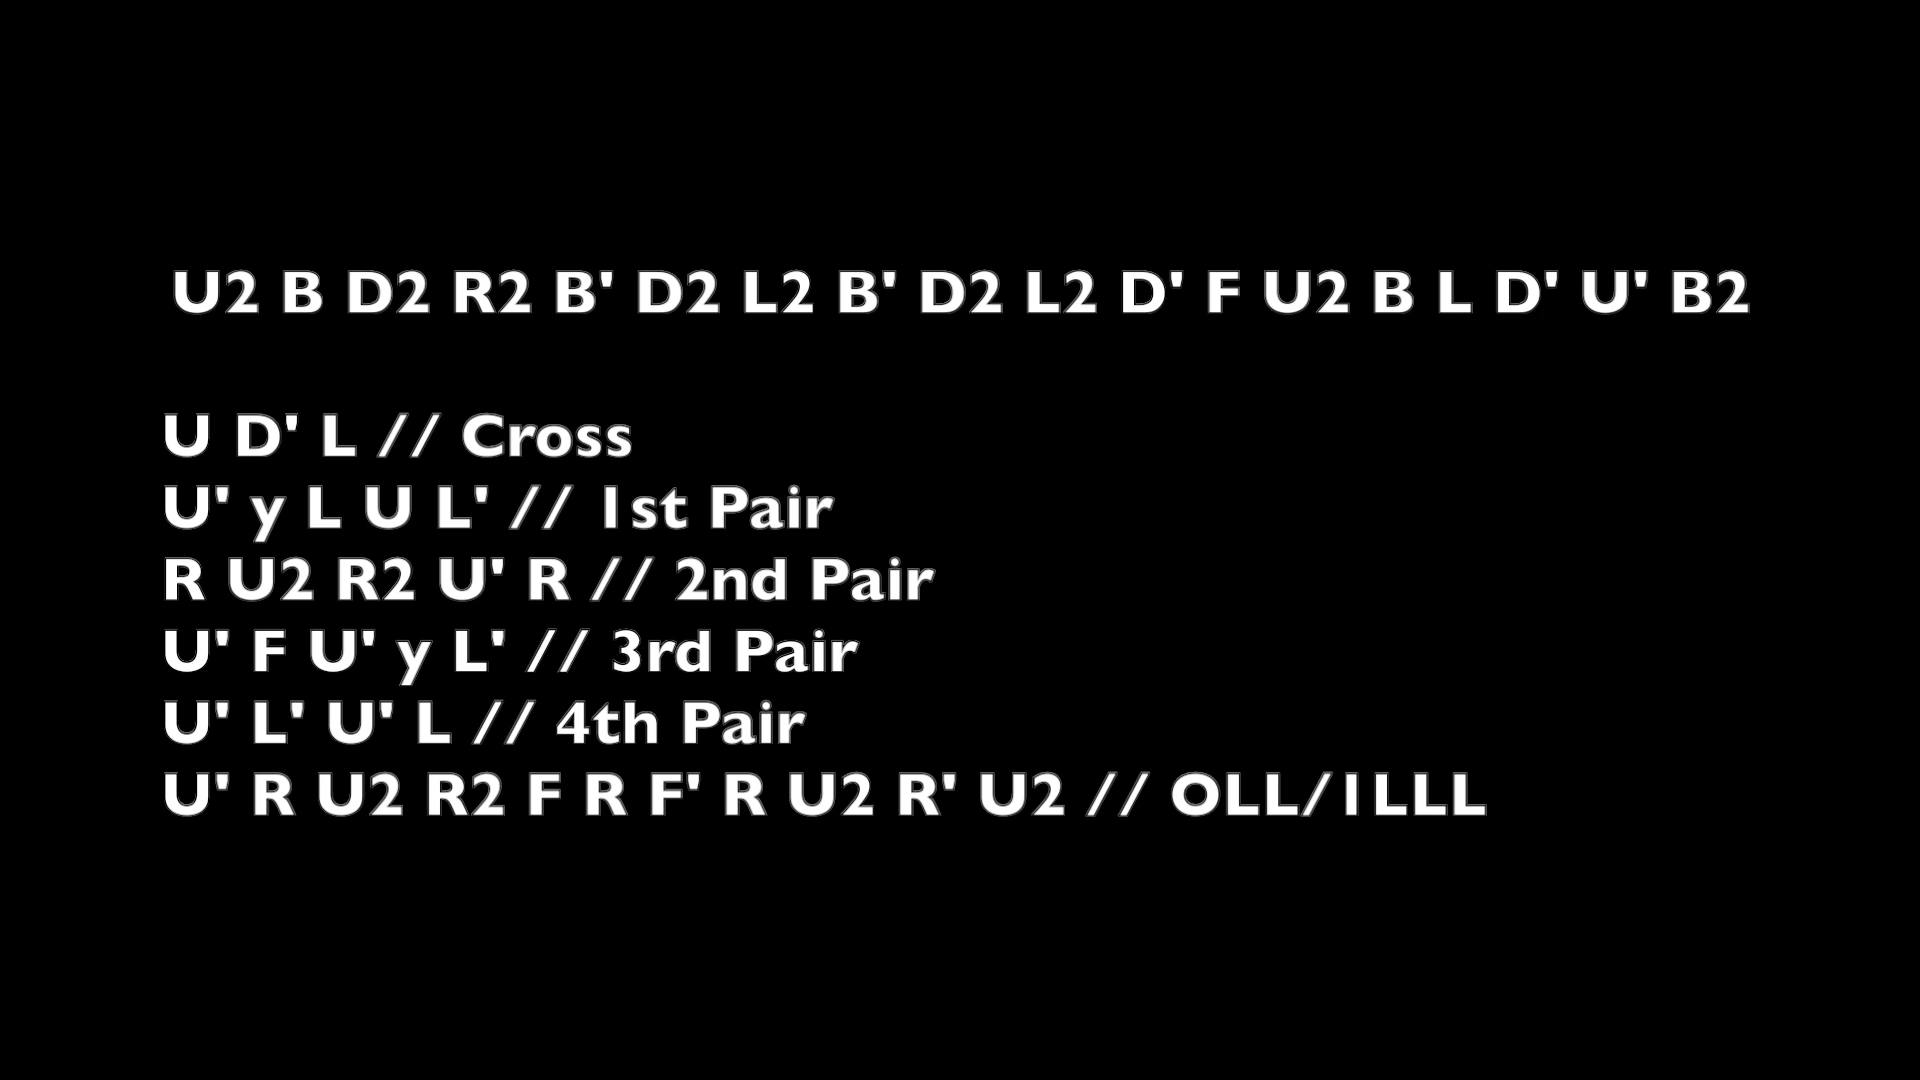 U2 B D2 R2 B' D2 L2 B' D2 L2 D' F U2 B L D' U' B2
U D' L // Cross
U' y L U L' // 1st Pair
R U2 R2 U' R // 2nd Pair
U' F U' y L' // 3rd Pair
U' L' U' L // 4th Pair
U' R U2 R2 F R F' R U2 R' U2 // OLL/1LLL